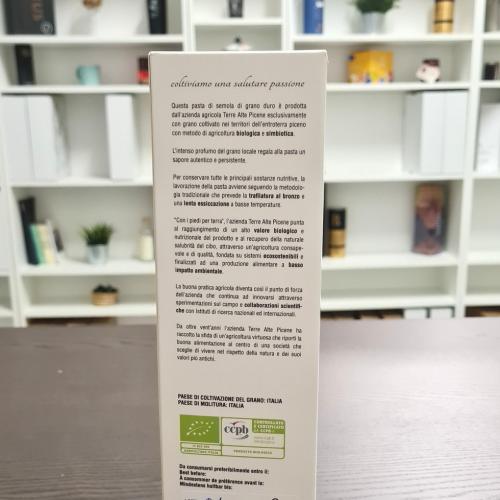 coltiviamo una salutare passione
Questa pasta di semola di grano duro è prodotta
dall'azienda agricola Terre Alte Picene esclusivamente
con grano coltivato nei territori dell'entroterra piceno
con metodo di agricoltura biologica e simbiotica.
L'intenso profumo del grano locale regala alla pasta un
sapore autentico e persistente.
Per conservare tutte le principali sostanze nutritive, la
lavorazione della pasta avviene seguendo la metodolo-
gia tradizionale che prevede la trafilatura al bronzo e
una lenta essiccazione a basse temperature.
"Con i piedi per terra", l'azienda Terre Alte Picene punta
al raggiungimento di un alto valore biologico e
nutrizionale del prodotto e al recupero della naturale
salubrità del cibo, attraverso un'agricoltura consape-
vole e di qualità, fondata su sistemi ecosostenibili e
finalizzati ad una produzione alimentare a basso
impatto ambientale.
La buona pratica agricola diventa così il punto di forza
dell'azienda che continua ad innovarsi attraverso
sperimentazioni sul campo e collaborazioni scientifi-
che con Istituti di ricerca nazionali ed internazionali.
Da oltre vent'anni l'azienda Terre Alte Picene ha
raccolto la sfida di un'agricoltura virtuosa che riporti la
buona alimentazione al centro di una società che
sceglie di vivere nel rispetto della natura e dei suoi
valori più antichi.
PAESE DI COLTIVAZIONE DEL GRANO: ITALIA
PAESE DI MOLITURA: ITALIA
ccpb
CONTROLLATO
E CERTIFICATO
DA CCPB
AGRICOLTURA ITALIA
PRODOTTO BIOLOGICO
Da consumarsi preferibilmente entro il:
Best before:
À consommer de préférence avant le:
Mindestens haltbar bis: